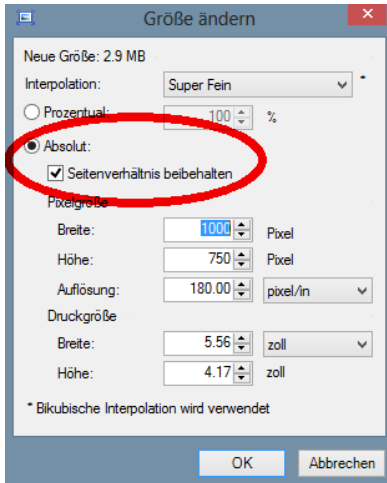 Größe ändern
Neue Größe: 2.9 MB
Interpolation: Super Fein *
Prozentual: 100 %
Absolut:
Seitenverhältnis beibehalten
Pixelgröße
Breite: 1000 Pixel
Höhe: 750 Pixel
Auflösung: 180.00 pixel/in
Druckgröße
Breite: 5.56 zoll
Höhe: 4.17 zoll
* Bikubische Interpolation wird verwendet
OK Abbrechen